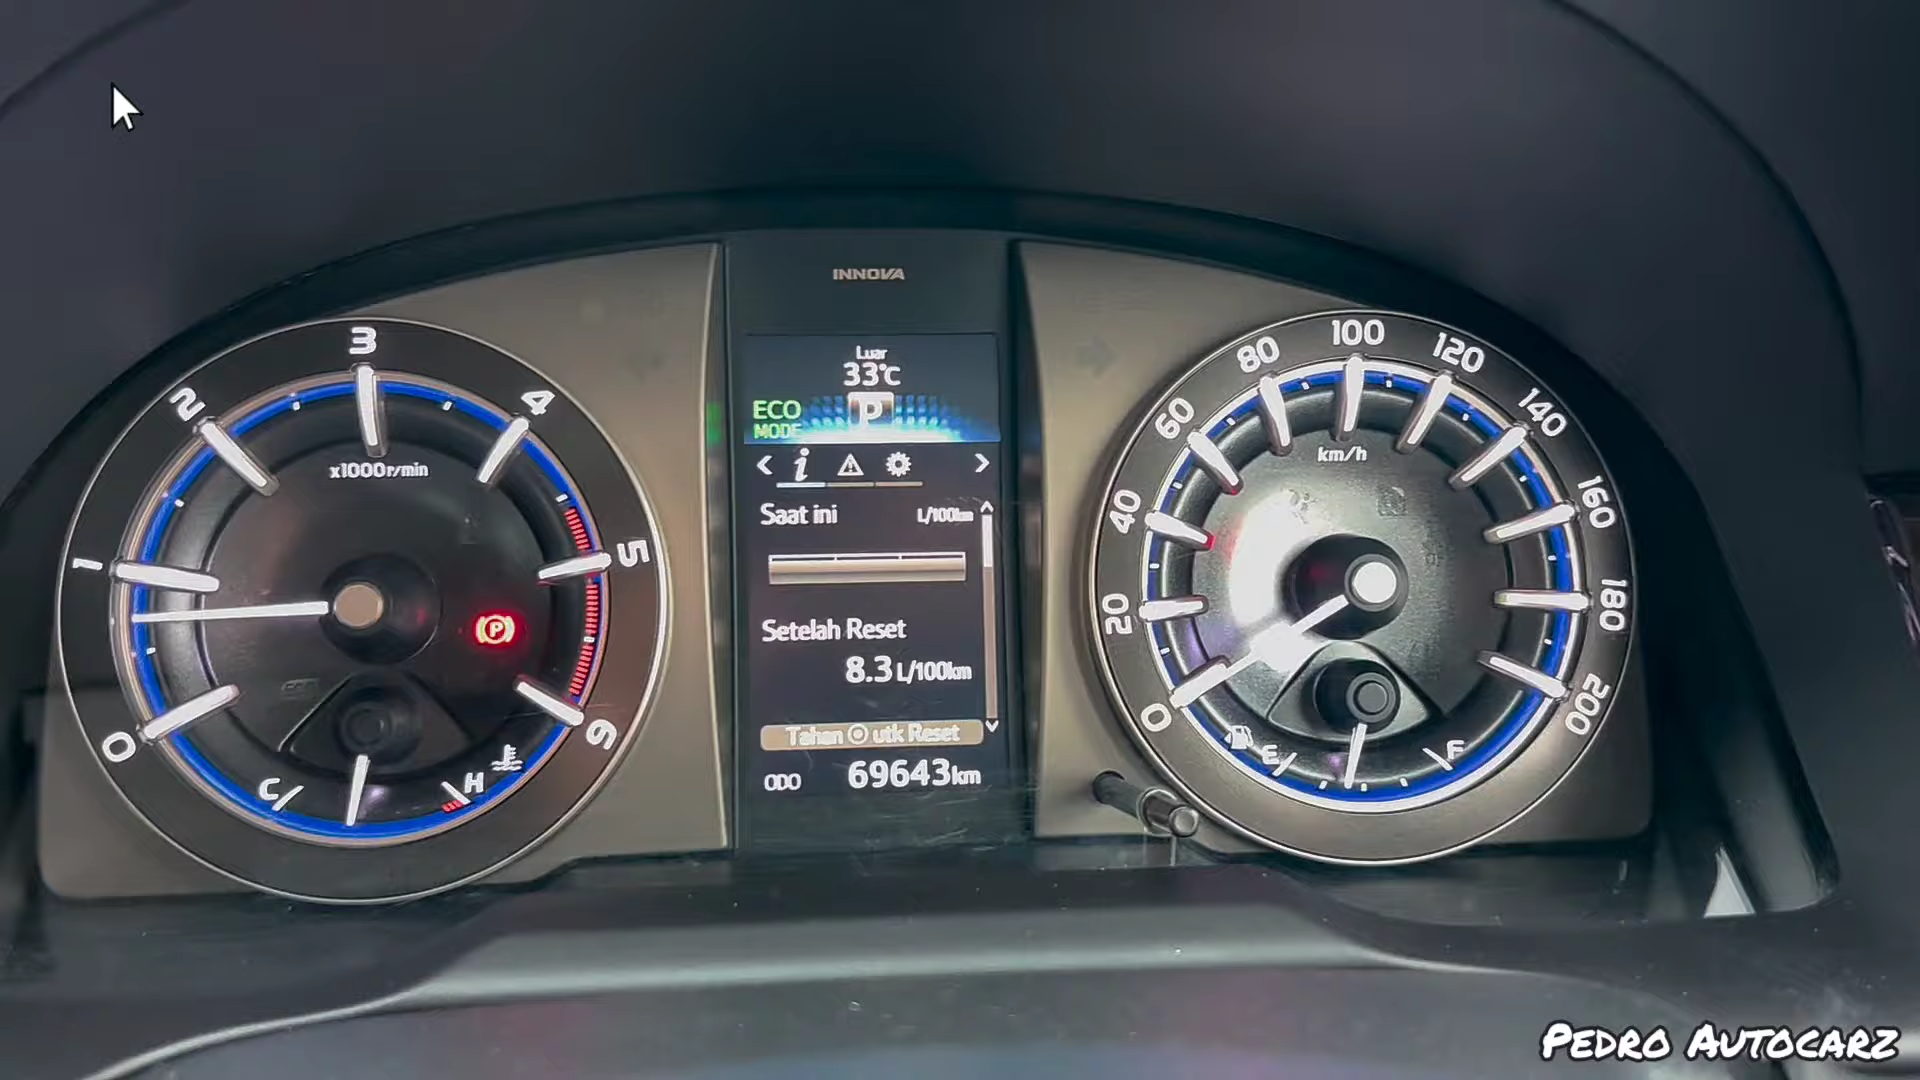 INNOVA
Luar
33°C
ECO
MODE
P
i
Saat ini L/100km
Setelah Reset
8.3 L/100km
Tahan utk Reset
ODO 69643 km
0
1
2
3
4
5
6
x1000r/min
P
C H
0
20
40
60
80
100
120
140
160
180
200
km/h
E F
PEDRO AUTOCARZ